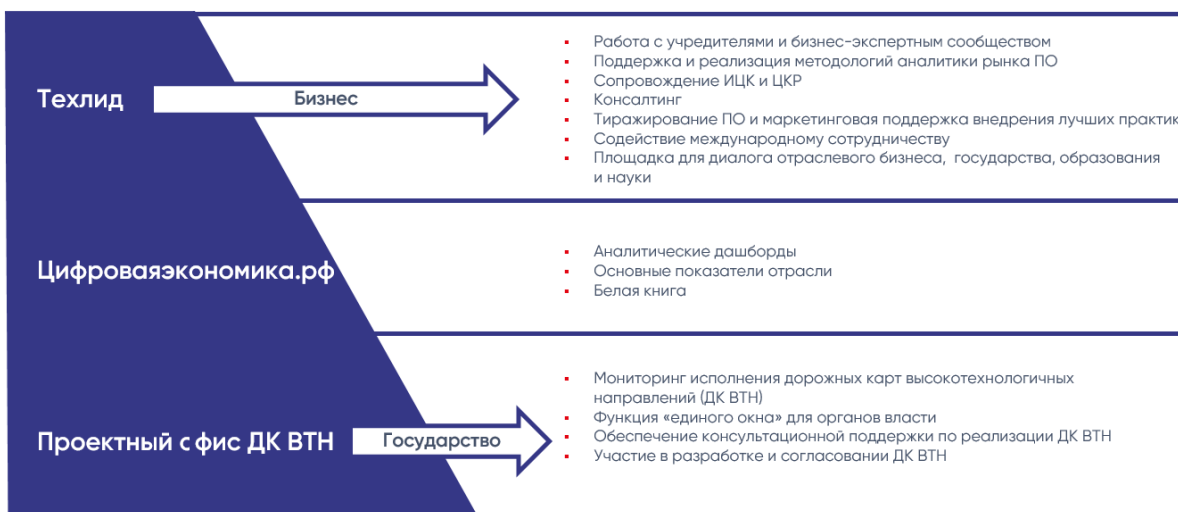 Техлид
Бизнес
▪ Работа с учредителями и бизнес-экспертным сообществом
▪ Поддержка и реализация методологий аналитики рынка ПО
▪ Сопровождение ИЦК и ЦКР
▪ Консалтинг
▪ Тиражирование ПО и маркетинговая поддержка внедрения лучших практик
▪ Содействие международному сотрудничеству
▪ Площадка для диалога отраслевого бизнеса, государства, образования
и науки
Цифроваяэкономика.рф
▪ Аналитические дашборды
▪ Основные показатели отрасли
▪ Белая книга
Проектный с фис ДК ВТН
Государство
▪ Мониторинг исполнения дорожных карт высокотехнологичных
направлений (ДК ВТН)
▪ Функция «единого окна» для органов власти
▪ Обеспечение консультационной поддержки по реализации ДК ВТН
▪ Участие в разработке и согласовании ДК ВТН